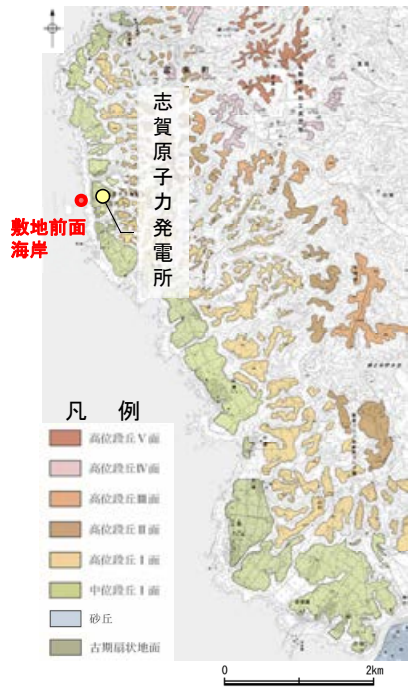 志賀原子力発電所
敷地前面
海岸
凡 例
高位段丘Ⅴ面
高位段丘Ⅳ面
高位段丘Ⅲ面
高位段丘Ⅱ面
高位段丘Ⅰ面
中位段丘Ⅰ面
砂丘
古期扇状地面
0 2km